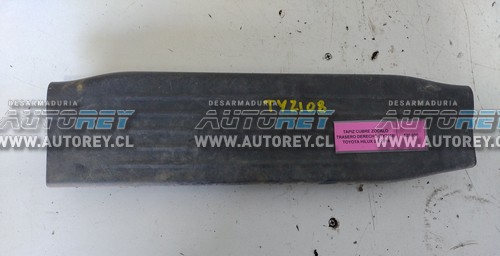 DESARMADURIA
AUTOREY
WWW.AUTOREY.CL
DESARMADURIA
AUTOREY
WWW.AUTOREY.CL
DESARMADURIA
AUTOREY
WWW.AUTOREY.CL
TY2108
TAPIZ CUBRE ZOCALO
TRASERO DERECHO
TOYOTA HILUX